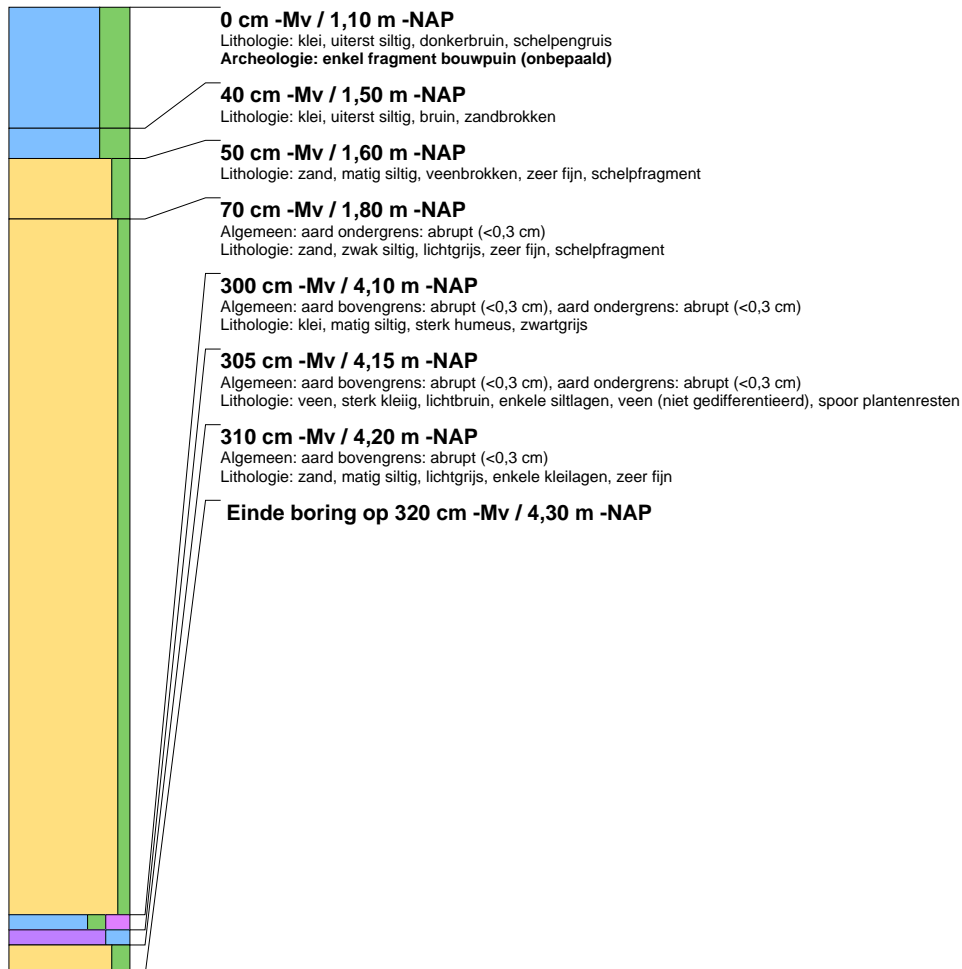 0 cm -Mv / 1,10 m -NAP
Lithologie: klei, uiterst siltig, donkerbruin, schelpengruis
Archeologie: enkel fragment bouwpuin (onbepaald)
40 cm -Mv / 1,50 m -NAP
Lithologie: klei, uiterst siltig, bruin, zandbrokken
50 cm -Mv / 1,60 m -NAP
Lithologie: zand, matig siltig, veenbrokken, zeer fijn, schelpfragment
70 cm -Mv / 1,80 m -NAP
Algemeen: aard ondergrens: abrupt (<0,3 cm)
Lithologie: zand, zwak siltig, lichtgrijs, zeer fijn, schelpfragment
300 cm -Mv / 4,10 m -NAP
Algemeen: aard bovengrens: abrupt (<0,3 cm), aard ondergrens: abrupt (<0,3 cm)
Lithologie: klei, matig siltig, sterk humeus, zwartgrijs
305 cm -Mv / 4,15 m -NAP
Algemeen: aard bovengrens: abrupt (<0,3 cm), aard ondergrens: abrupt (<0,3 cm)
Lithologie: veen, sterk kleiig, lichtbruin, enkele siltlagen, veen (niet gedifferentieerd), spoor plantenresten
310 cm -Mv / 4,20 m -NAP
Algemeen: aard bovengrens: abrupt (<0,3 cm)
Lithologie: zand, matig siltig, lichtgrijs, enkele kleilagen, zeer fijn
Einde boring op 320 cm -Mv / 4,30 m -NAP